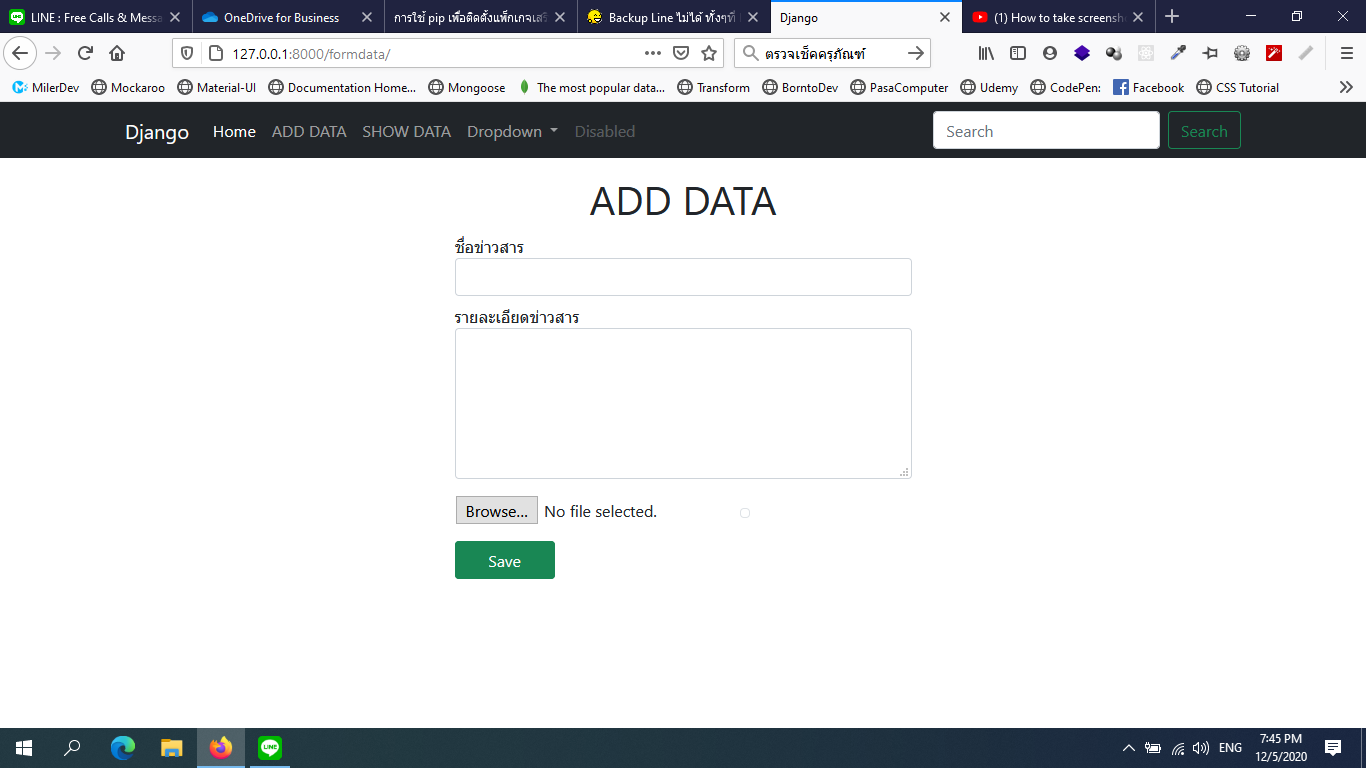 LINE : Free Calls & Messa
OneDrive for Business
การใช้ pip เพื่อติดตั้งแพ็กเกจเสริ
Backup Line ไม่ได้ ทั้งๆที่
Django
(1) How to take screensh
127.0.0.1:8000/formdata/
ตรวจเช็คครุภัณฑ์
MilerDev
Mockaroo
Material-UI
Documentation Home...
Mongoose
The most popular data...
Transform
BorntoDev
PasaComputer
Udemy
CodePen:
Facebook
CSS Tutorial
Django
Home
ADD DATA
SHOW DATA
Dropdown
Disabled
Search
Search
ADD DATA
ชื่อข่าวสาร
รายละเอียดข่าวสาร
Browse...
No file selected.
Save
ENG
7:45 PM
12/5/2020